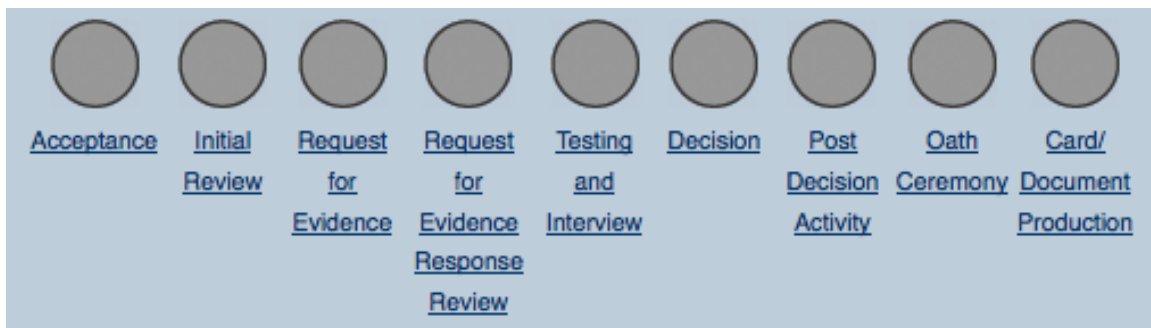 Acceptance
Initial
Review
Request
for
Evidence
Request
for
Evidence
Response
Review
Testing
and
Interview
Decision
Post
Decision
Activity
Oath
Ceremony
Card/
Document
Production